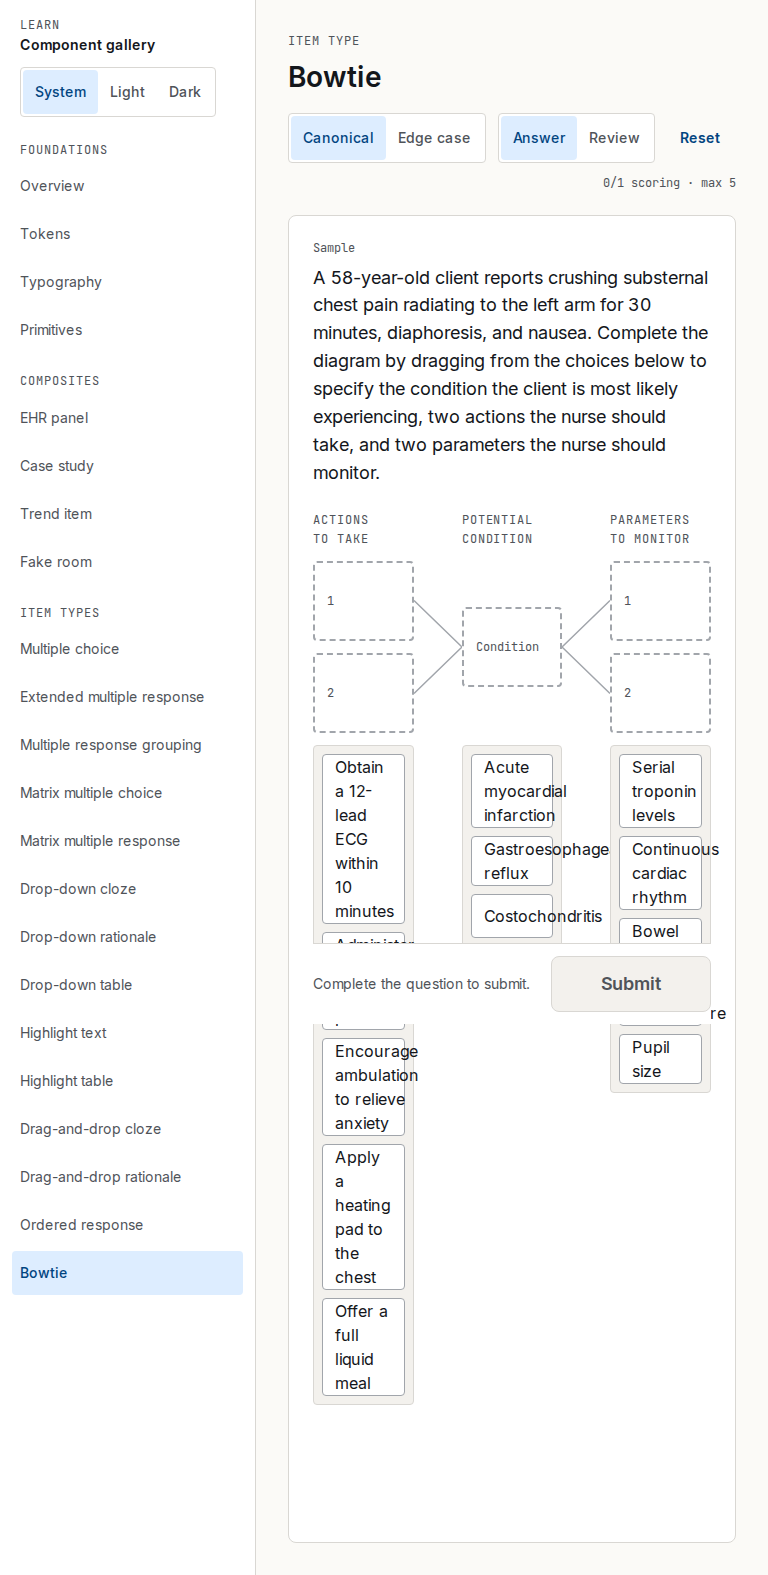 LEARN
Component gallery
System
Light
Dark
FOUNDATIONS
Overview
Tokens
Typography
Primitives
COMPOSITES
EHR panel
Case study
Trend item
Fake room
ITEM TYPES
Multiple choice
Extended multiple response
Multiple response grouping
Matrix multiple choice
Matrix multiple response
Drop-down cloze
Drop-down rationale
Drop-down table
Highlight text
Highlight table
Drag-and-drop cloze
Drag-and-drop rationale
Ordered response
Bowtie
ITEM TYPE
Bowtie
Canonical
Edge case
Answer
Review
Reset
0/1 scoring · max 5
Sample
A 58-year-old client reports crushing substernal
chest pain radiating to the left arm for 30
minutes, diaphoresis, and nausea. Complete the
diagram by dragging from the choices below to
specify the condition the client is most likely
experiencing, two actions the nurse should
take, and two parameters the nurse should
monitor.
ACTIONS
TO TAKE
1
2
POTENTIAL
CONDITION
Condition
PARAMETERS
TO MONITOR
1
2
Obtain
a 12-
lead
ECG
within
10
minutes
Encourage
ambulation
to relieve
anxiety
Apply
a
heating
pad to
the
chest
Offer a
full
liquid
meal
Acute
myocardial
infarction
Gastroesophage
reflux
Costochondritis
Serial
troponin
levels
Continuous
cardiac
rhythm
Bowel
re
Pupil
size
Complete the question to submit.
Submit